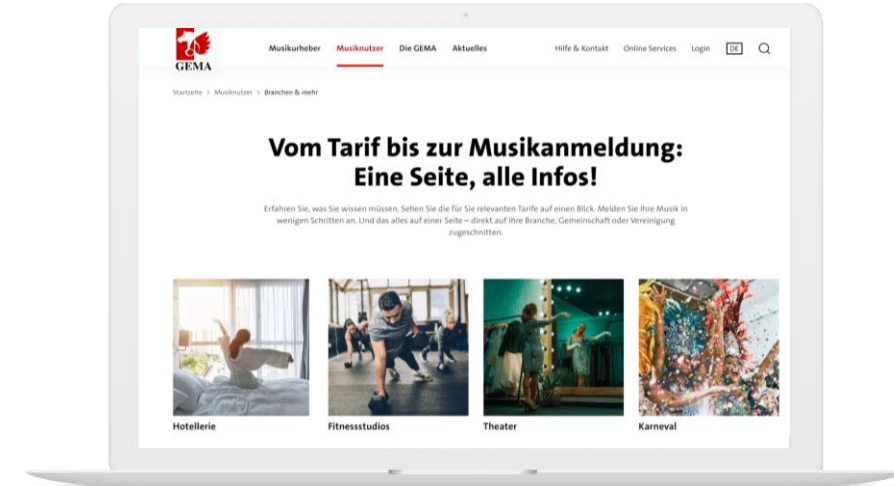 GEMA
Musikurheber Musiknutzer Die GEMA Aktuelles Hilfe & Kontakt Online Services Login DE
Startseite > Musiknutzer > Branchen & mehr
Vom Tarif bis zur Musikanmeldung:
Eine Seite, alle Infos!
Erfahren Sie, was Sie wissen müssen. Sehen Sie die für Sie relevanten Tarife auf einen Blick. Melden Sie Ihre Musik in
wenigen Schritten an. Und das alles auf einer Seite – direkt auf Ihre Branche, Gemeinschaft oder Vereinigung
zugeschnitten.
Hotellerie Fitnessstudios Theater Karneval